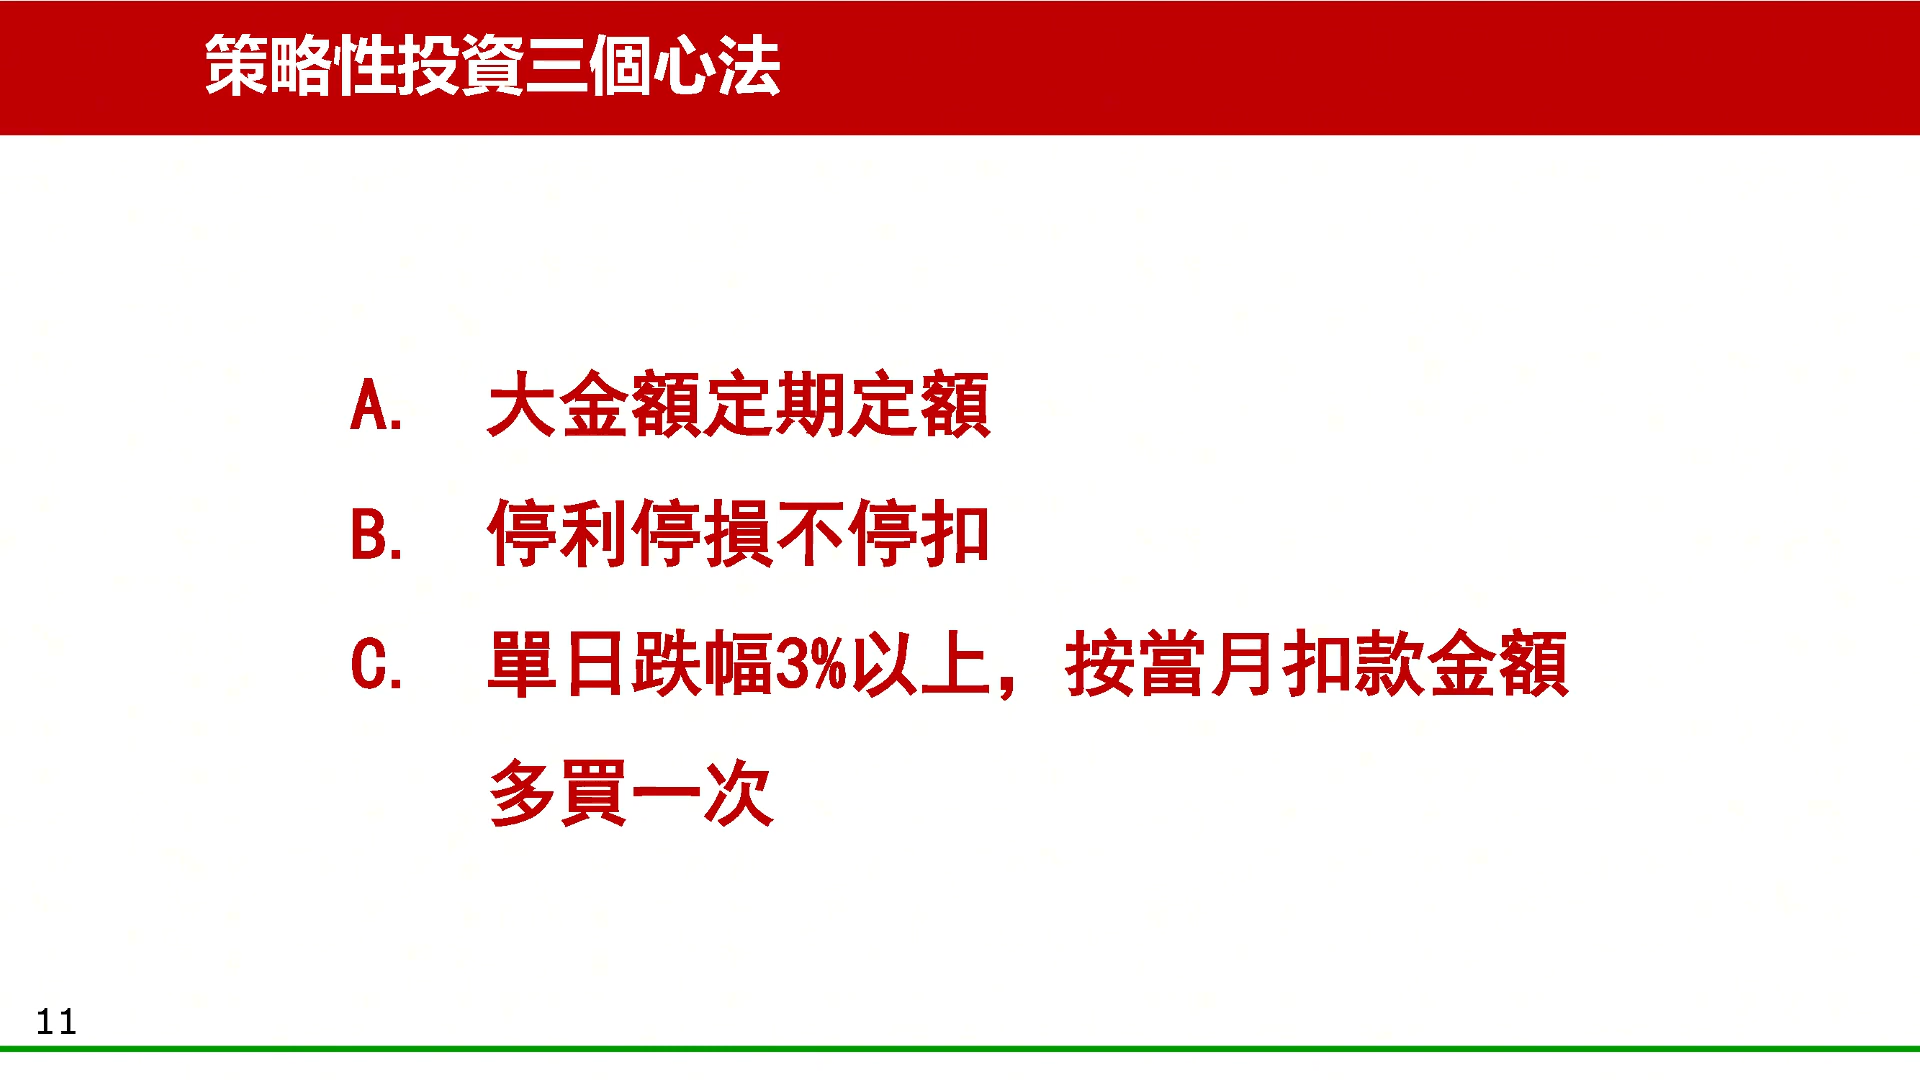 策略性投資三個心法
A. 大金額定期定額
B. 停利停損不停扣
C. 單日跌幅3%以上，按當月扣款金額
多買一次
11